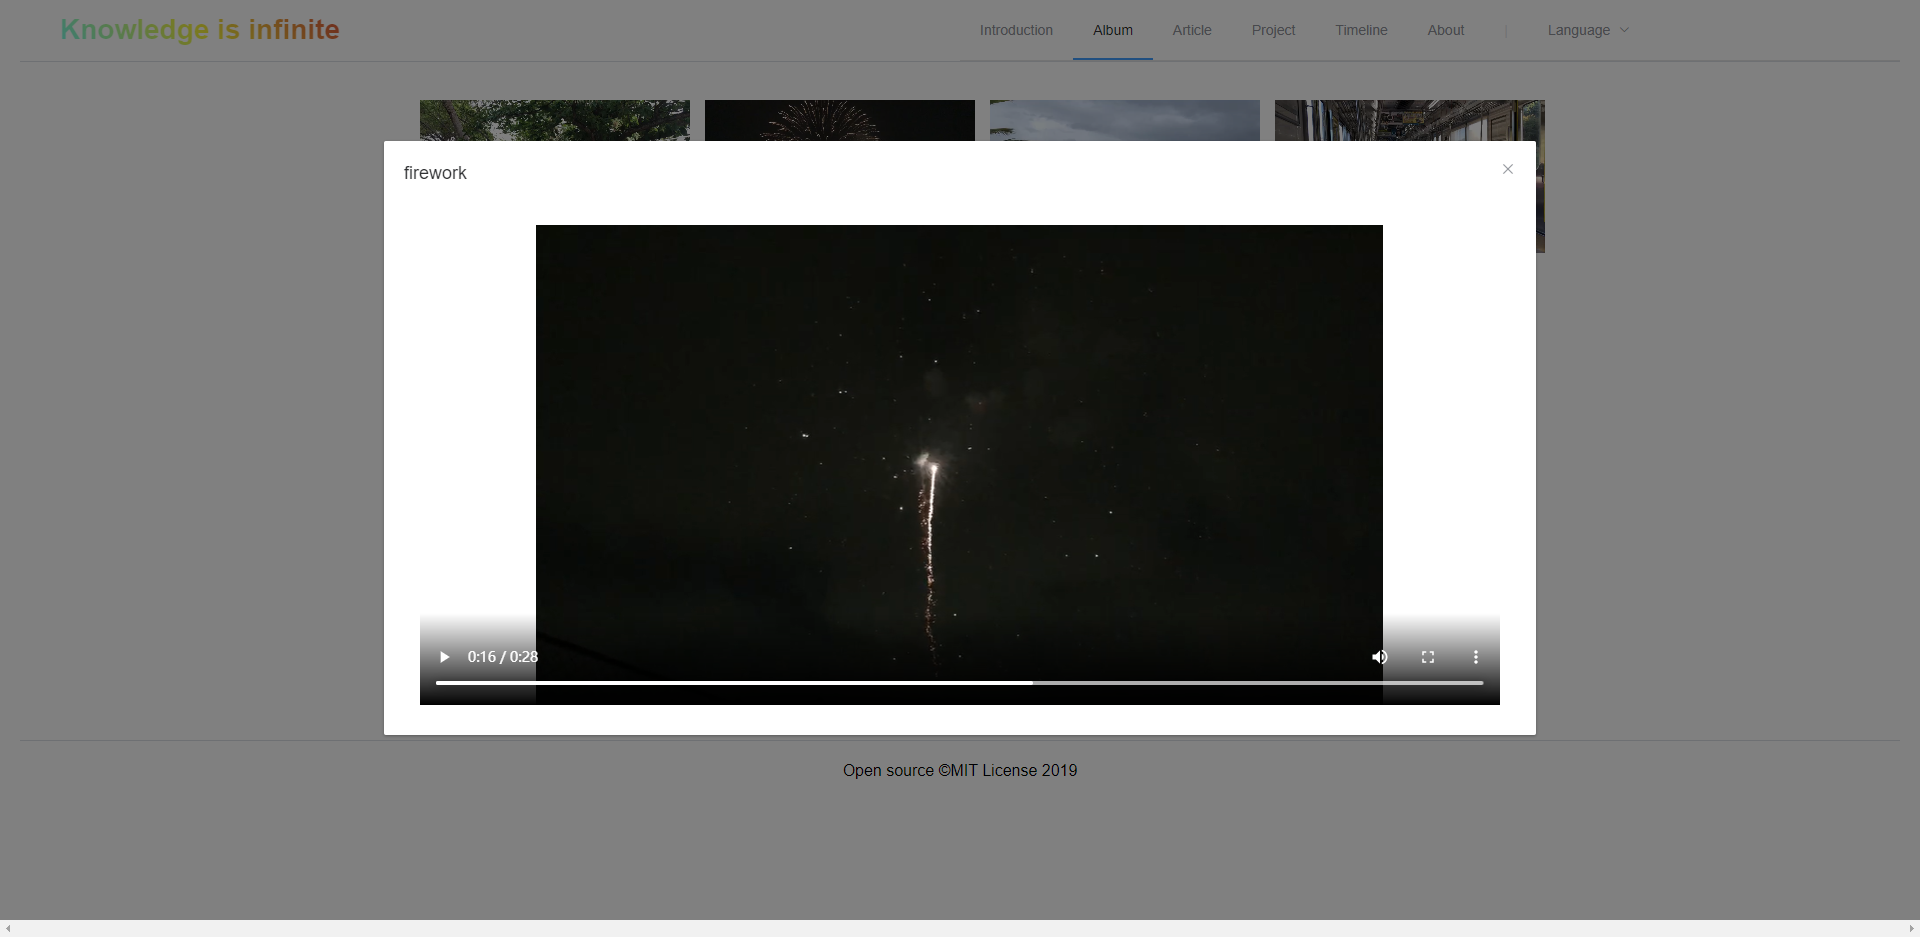 Knowledge is infinite
Introduction Album Article Project Timeline About | Language
firework
0:16 / 0:28
Open source ©MIT License 2019